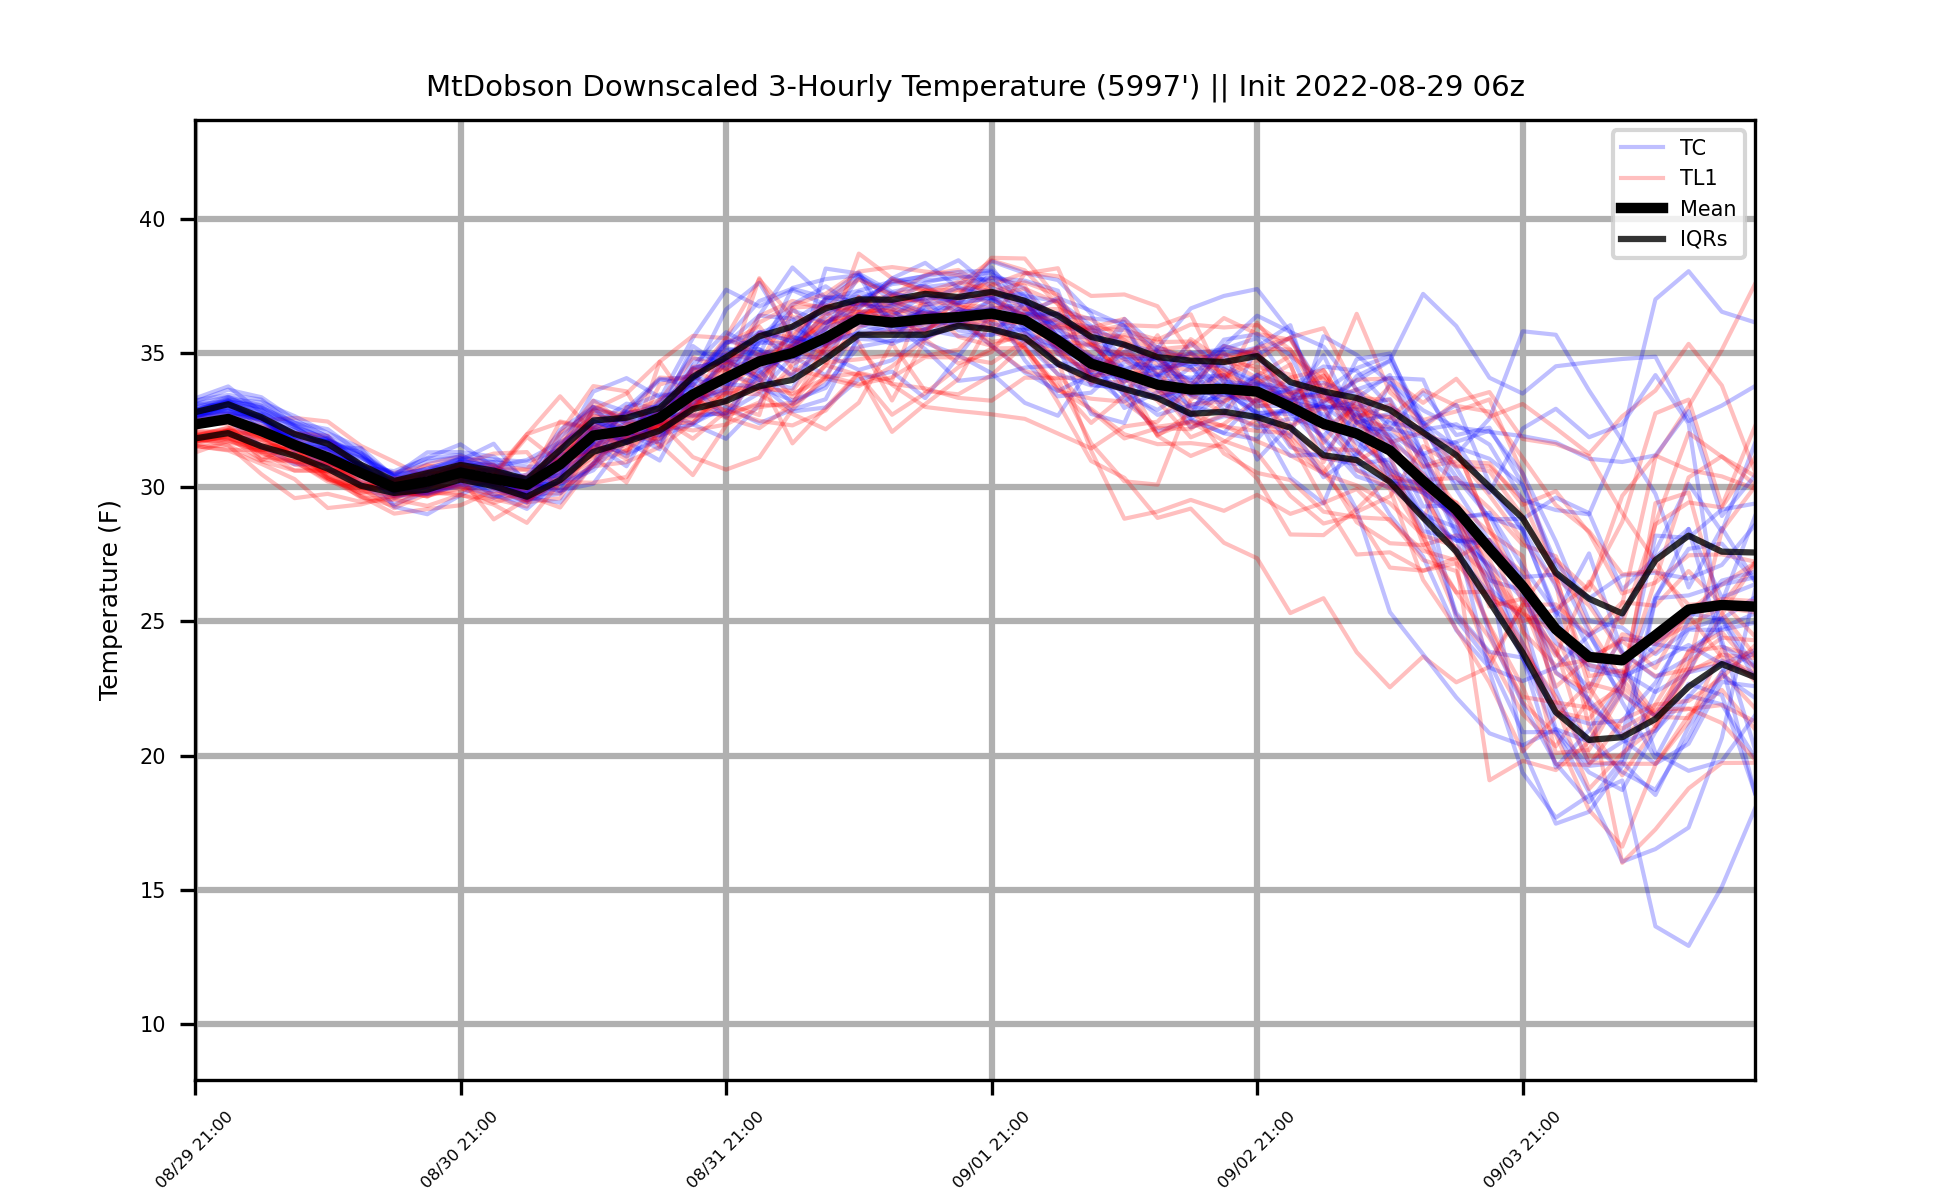 MtDobson Downscaled 3-Hourly Temperature (5997') || Init 2022-08-29 06z
TC
TL1
Mean
IQRs
Temperature (F)
40
35
30
25
20
15
10
08/29 21:00
08/30 21:00
08/31 21:00
09/01 21:00
09/02 21:00
09/03 21:00